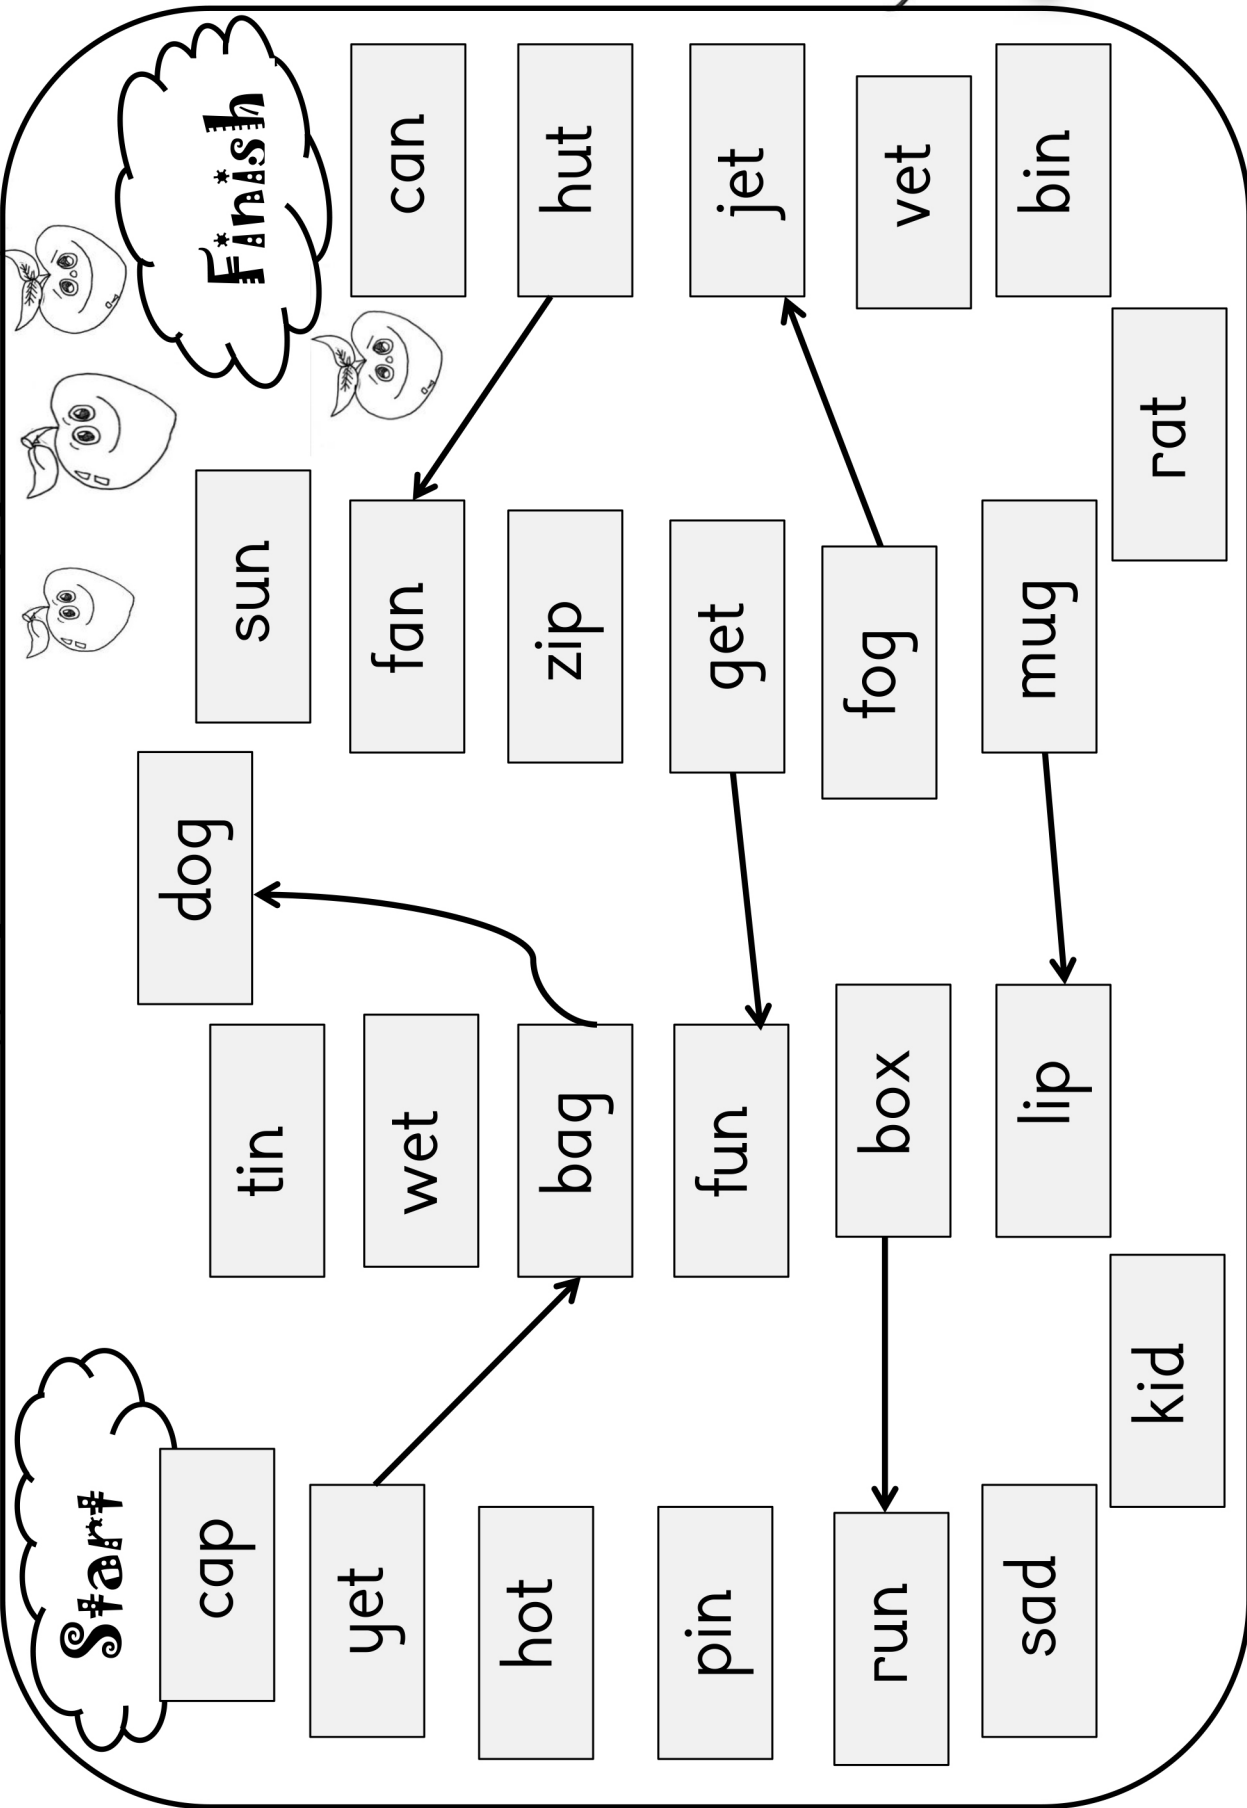 Start
cap
yet
hot
pin
run
sad
kid
lip
box
fun
bag
wet
tin
dog
sun
fan
zip
get
fog
mug
rat
bin
vet
jet
hut
can
Finish